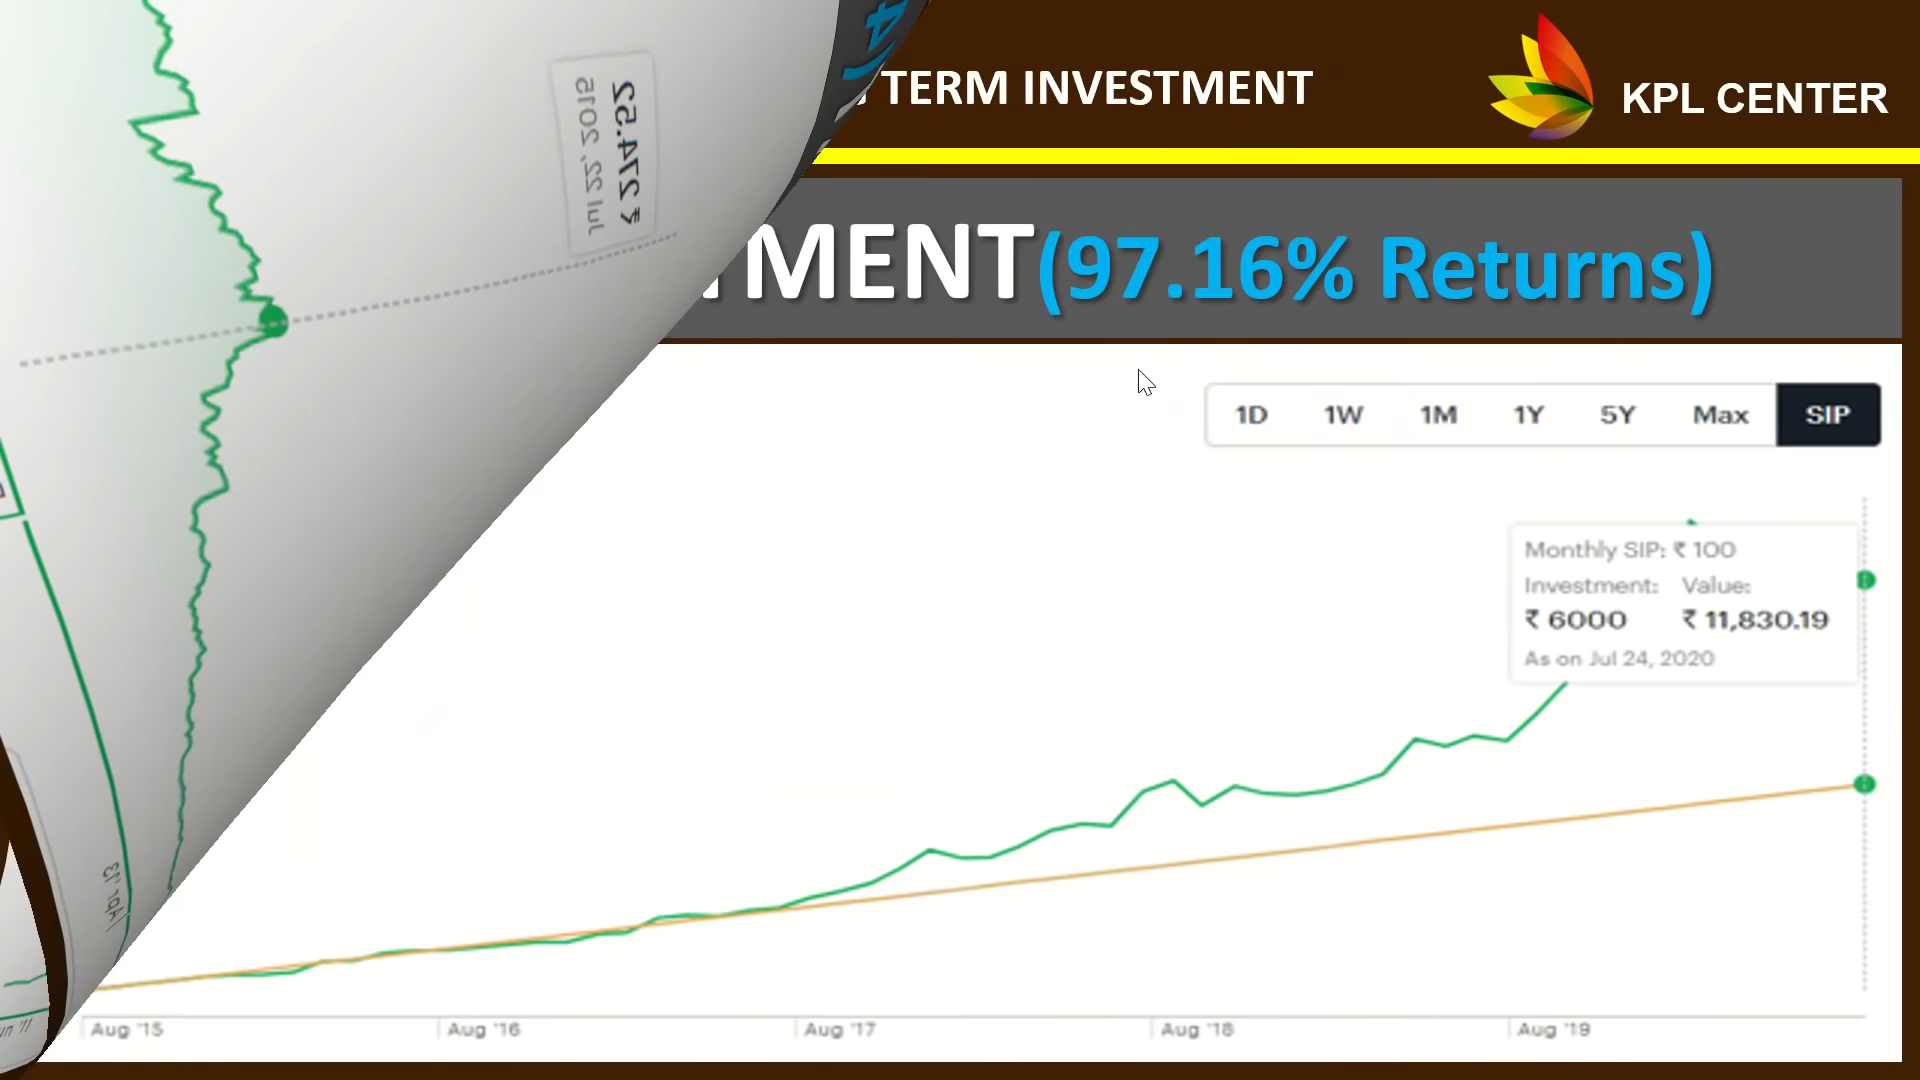 TERM INVESTMENT
KPL CENTER
MENT(97.16% Returns)
₹ 274.52
Jul 22, 2015
1D 1W 1M 1Y 5Y Max SIP
Monthly SIP: ₹ 100
Investment: Value:
₹ 6000 ₹ 11,830.19
As on Jul 24, 2020
Apr '13
Aug '15 Aug '16 Aug '17 Aug '18 Aug '19